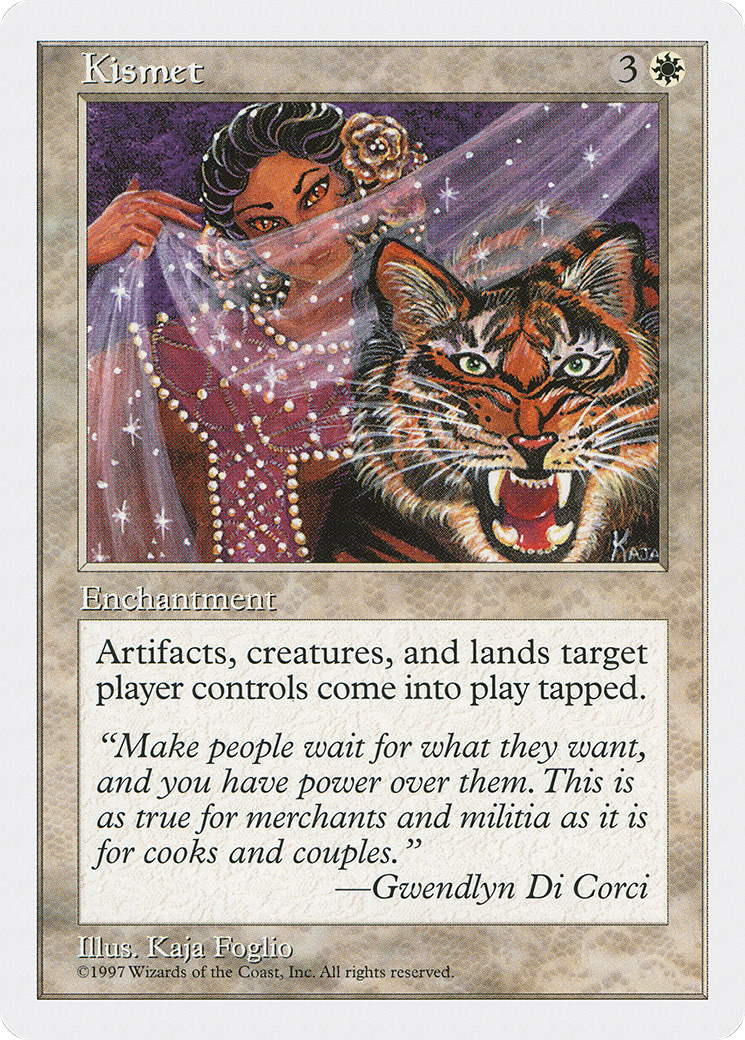 Kismet 3
KAJA
Enchantment
Artifacts, creatures, and lands target
player controls come into play tapped.
“Make people wait for what they want,
and you have power over them. This is
as true for merchants and militia as it is
for cooks and couples.”
—Gwendlyn Di Corci
Illus. Kaja Foglio
©1997 Wizards of the Coast, Inc. All rights reserved.